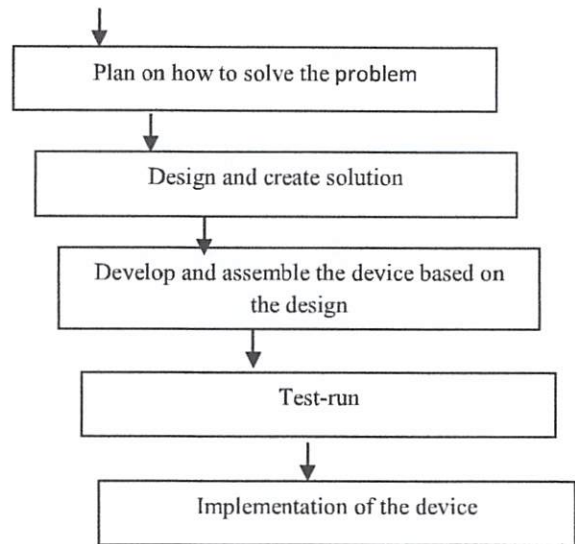 Plan on how to solve the problem
Design and create solution
Develop and assemble the device based on
the design
Test-run
Implementation of the device